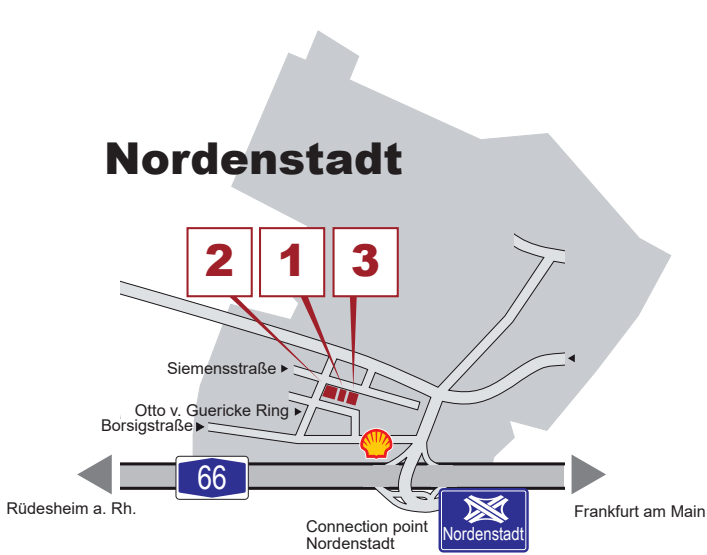 Nordenstadt
2 1 3
Siemensstraße
Otto v. Guericke Ring
Borsigstraße
66
Rüdesheim a. Rh.
Frankfurt am Main
Nordenstadt
Connection point
Nordenstadt